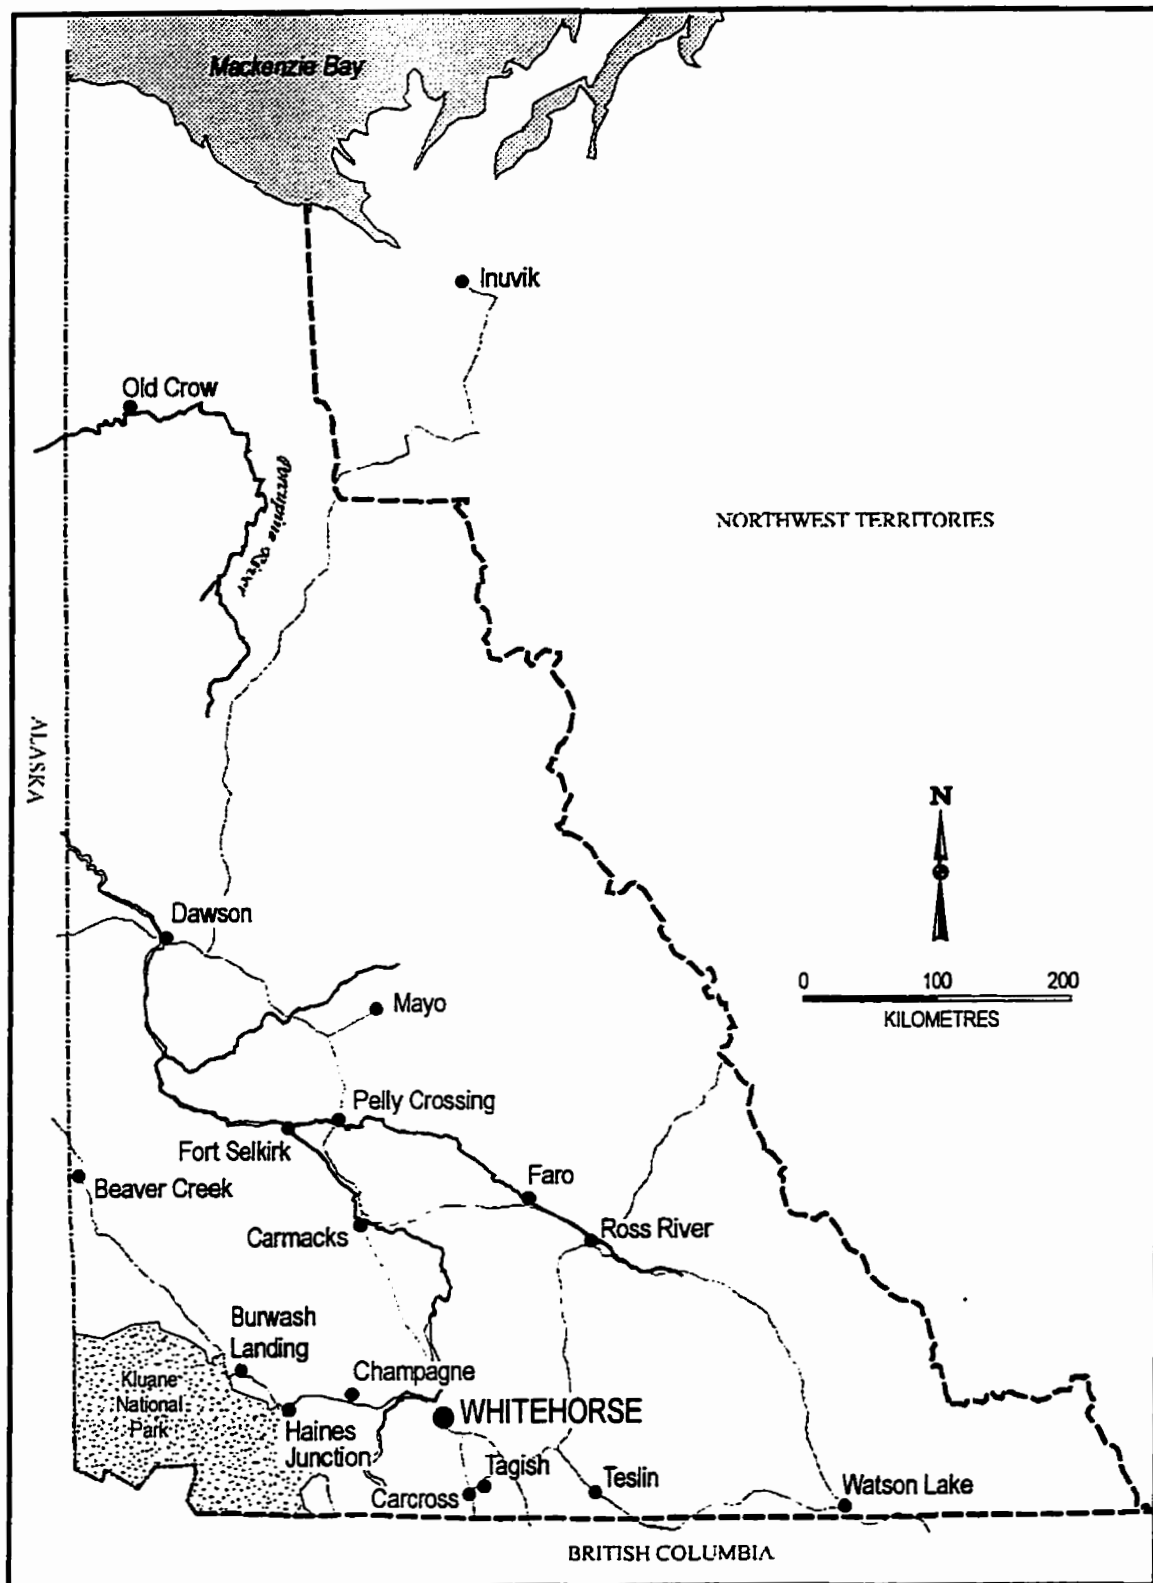 Mackenzie Bay
Inuvik
Old Crow
Porcupine River
NORTHWEST TERRITORIES
ALASKA
N
Dawson
0 100 200
KILOMETRES
Mayo
Pelly Crossing
Fort Selkirk
Faro
Beaver Creek
Ross River
Carmacks
Burwash
Landing
Champagne
Kluane
National
Park
WHITEHORSE
Haines
Junction
Tagish
Teslin
Carcross
Watson Lake
BRITISH COLUMBIA